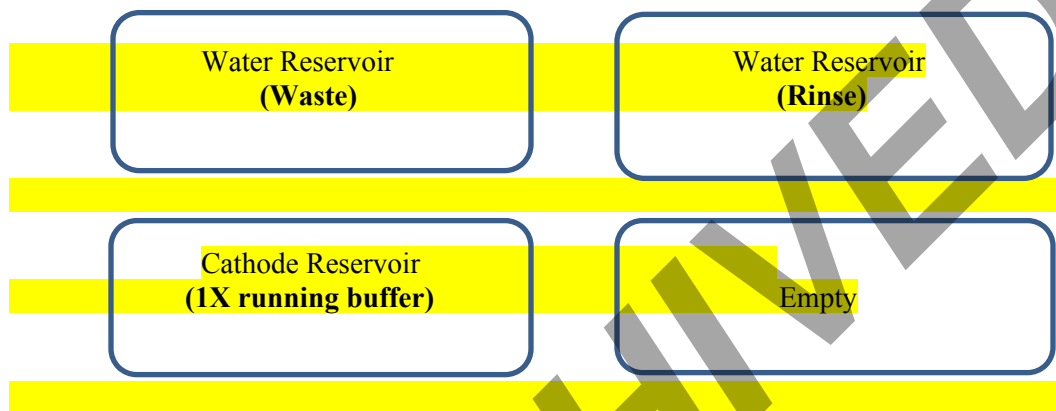 Water Reservoir Water Reservoir
(Waste) (Rinse)
Cathode Reservoir
(1X running buffer) Empty